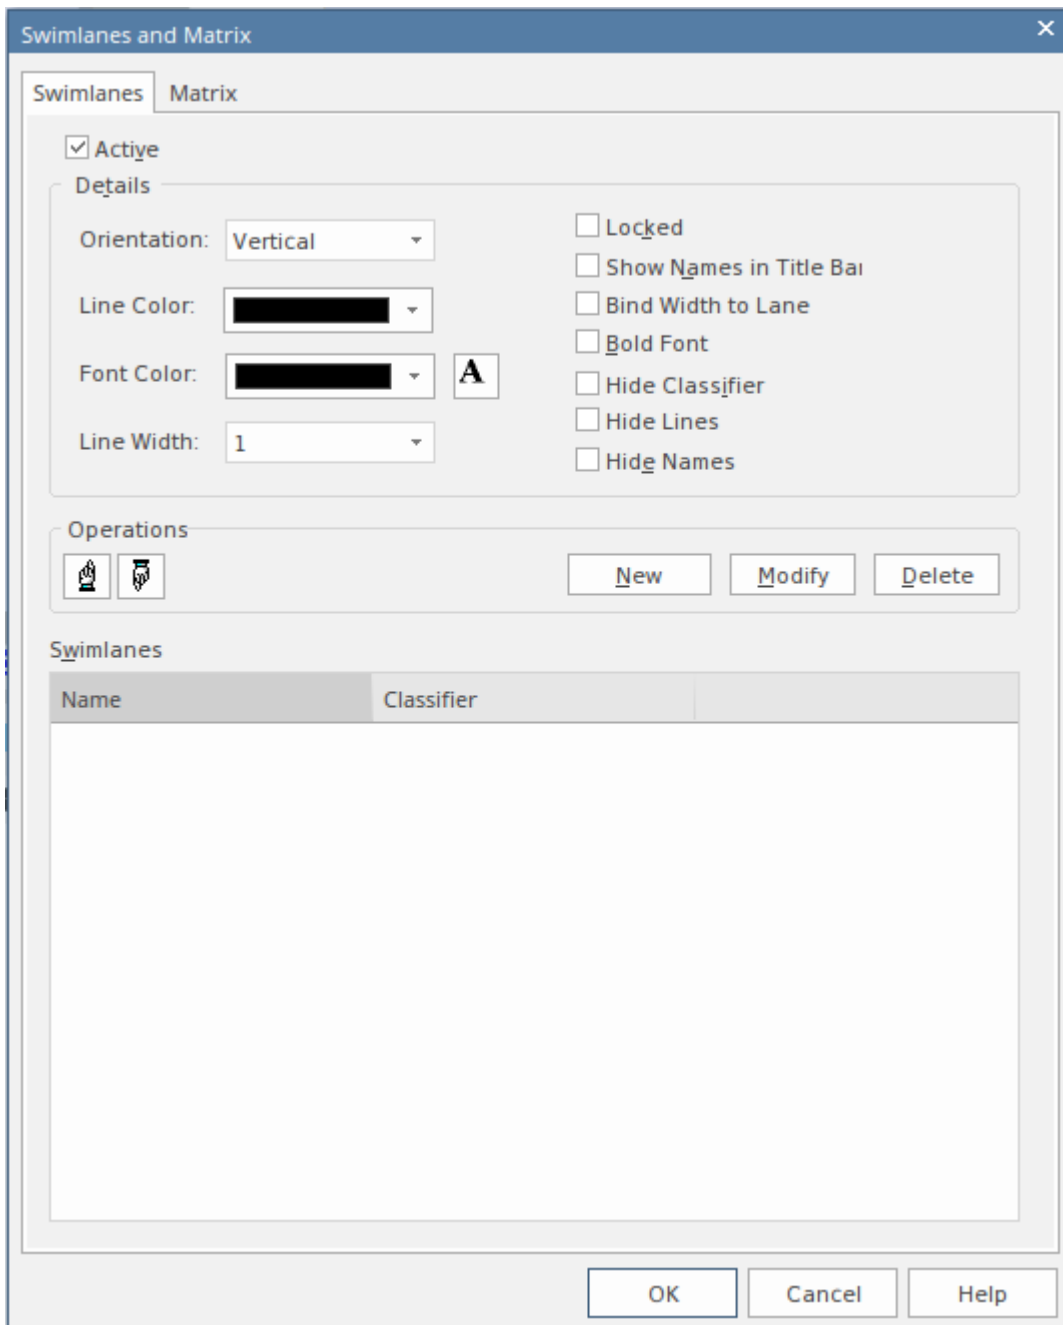 Swimlanes and Matrix
Swimlanes Matrix
Active
Details
Orientation: Vertical
Line Color:
Font Color: A
Line Width: 1
Locked
Show Names in Title Bar
Bind Width to Lane
Bold Font
Hide Classifier
Hide Lines
Hide Names
Operations
New Modify Delete
Swimlanes
Name Classifier
OK Cancel Help